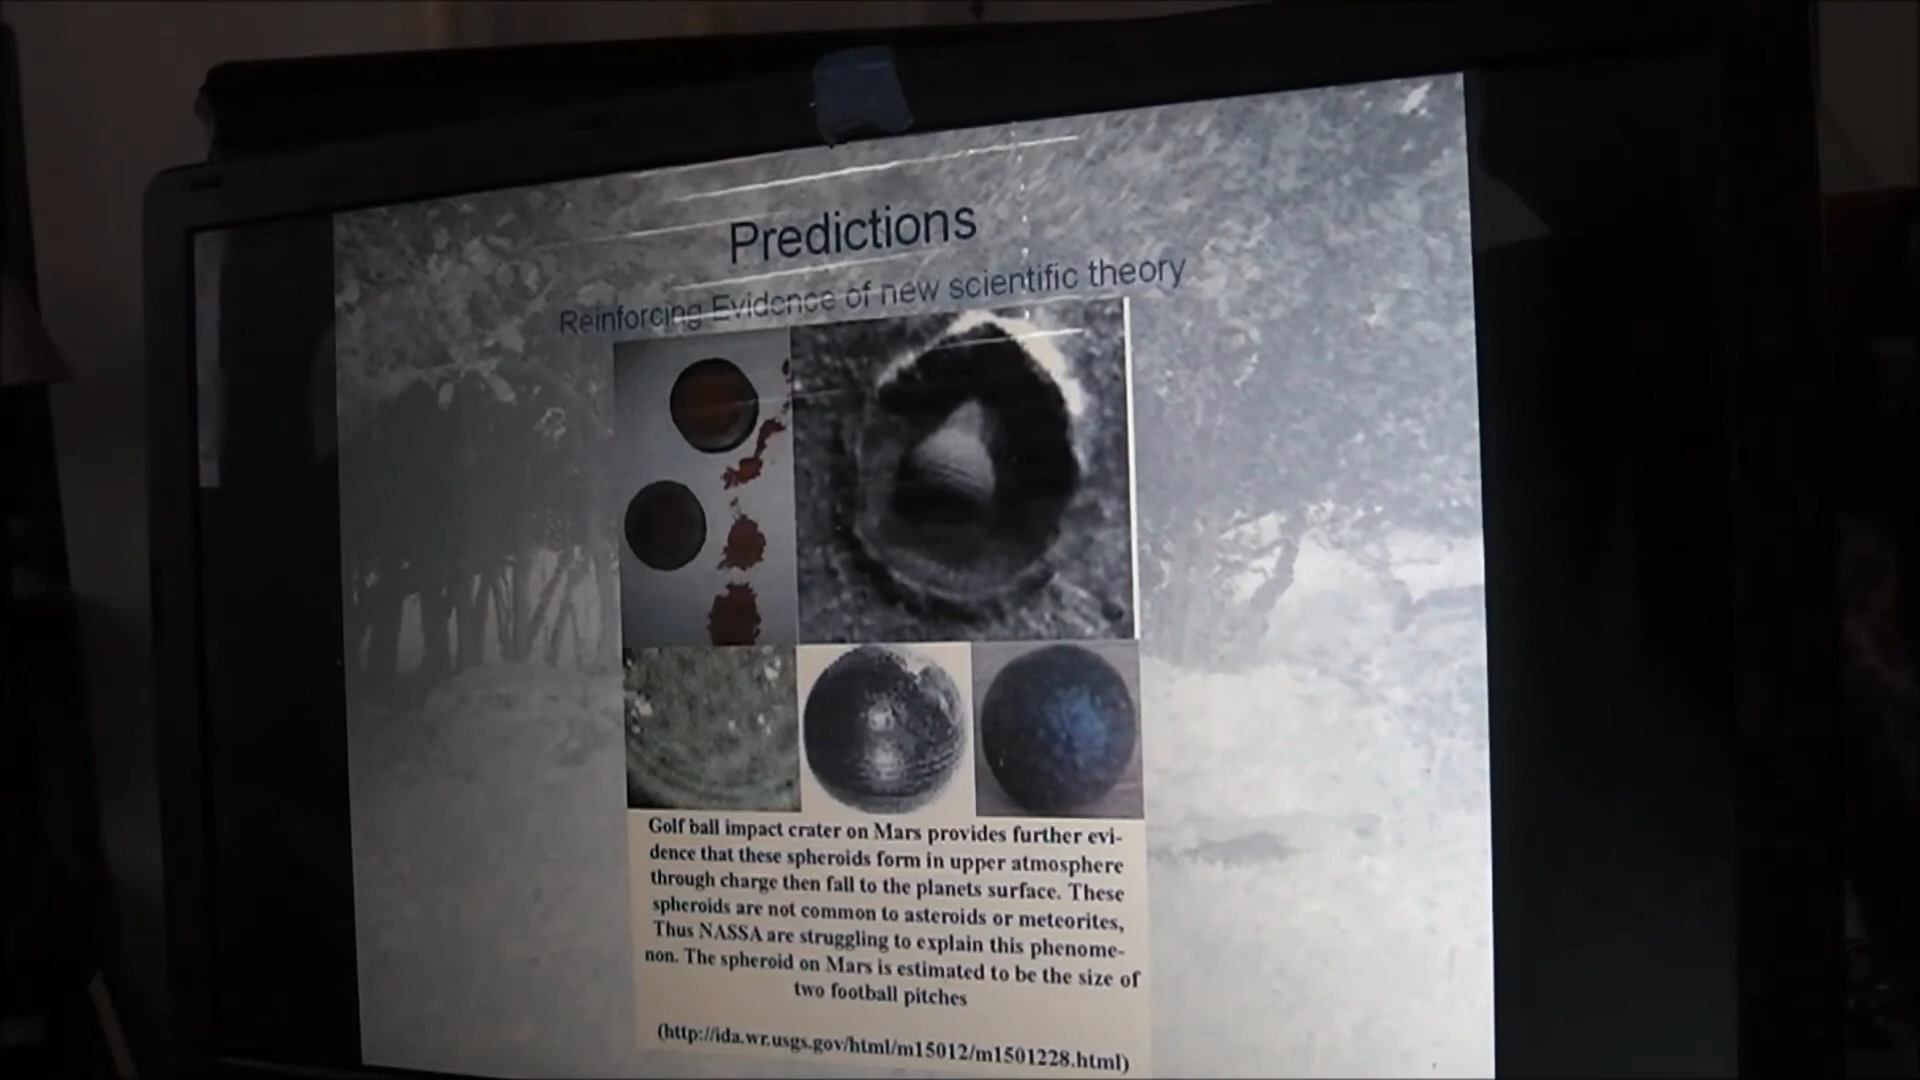 Predictions
Reinforcing Evidence of new scientific theory
Golf ball impact crater on Mars provides further evi-
dence that these spheroids form in upper atmosphere
through charge then fall to the planets surface. These
spheroids are not common to asteroids or meteorites,
Thus NASSA are struggling to explain this phenome-
non. The spheroid on Mars is estimated to be the size of
two football pitches
(http://ida.wr.usgs.gov/html/m15012/m1501228.html)